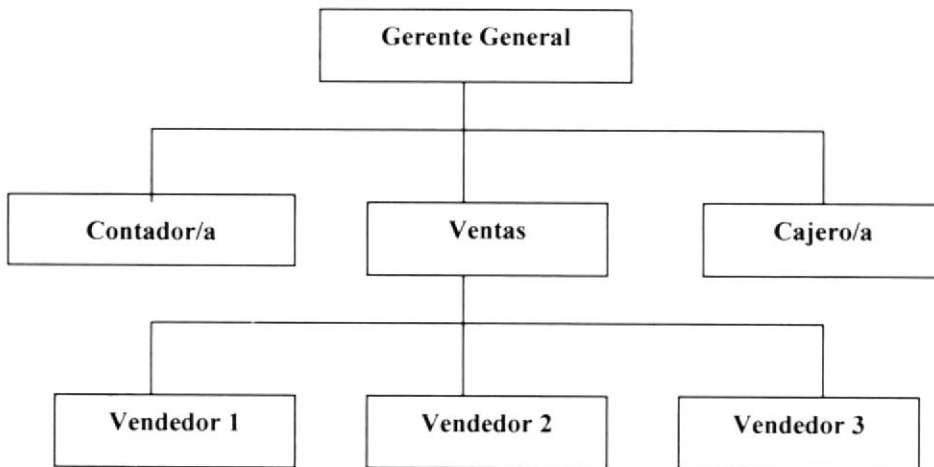 Gerente General
Contador/a
Ventas
Cajero/a
Vendedor 1
Vendedor 2
Vendedor 3